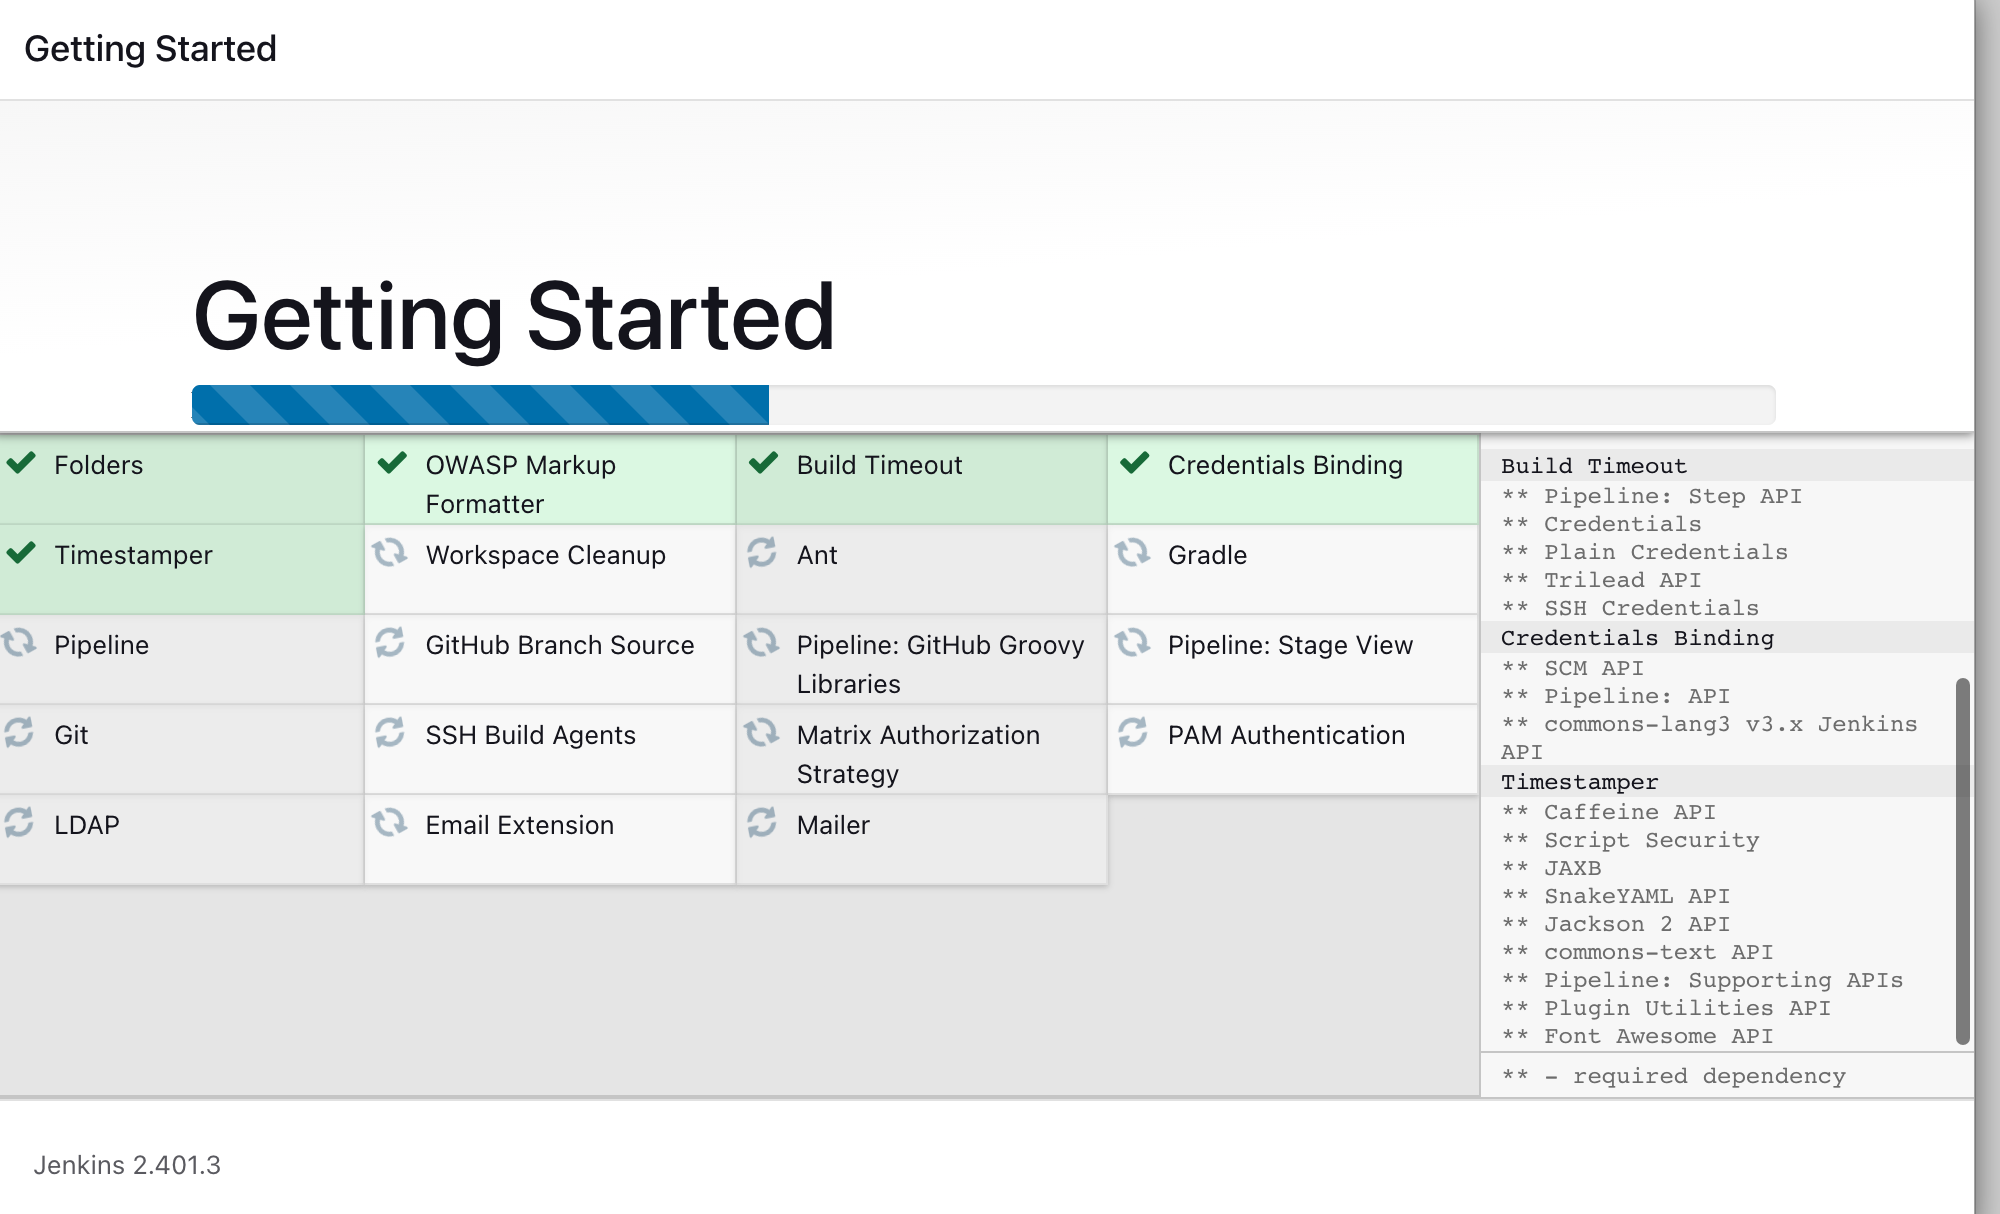 Getting Started
Getting Started
Folders
OWASP Markup
Formatter
Build Timeout
Credentials Binding
Timestamper
Workspace Cleanup
Ant
Gradle
Pipeline
GitHub Branch Source
Pipeline: GitHub Groovy
Libraries
Pipeline: Stage View
Git
SSH Build Agents
Matrix Authorization
Strategy
PAM Authentication
LDAP
Email Extension
Mailer
Build Timeout
** Pipeline: Step API
** Credentials
** Plain Credentials
** Trilead API
** SSH Credentials
Credentials Binding
** SCM API
** Pipeline: API
** commons-lang3 v3.x Jenkins
API
Timestamper
** Caffeine API
** Script Security
** JAXB
** SnakeYAML API
** Jackson 2 API
** commons-text API
** Pipeline: Supporting APIs
** Plugin Utilities API
** Font Awesome API
** - required dependency
Jenkins 2.401.3